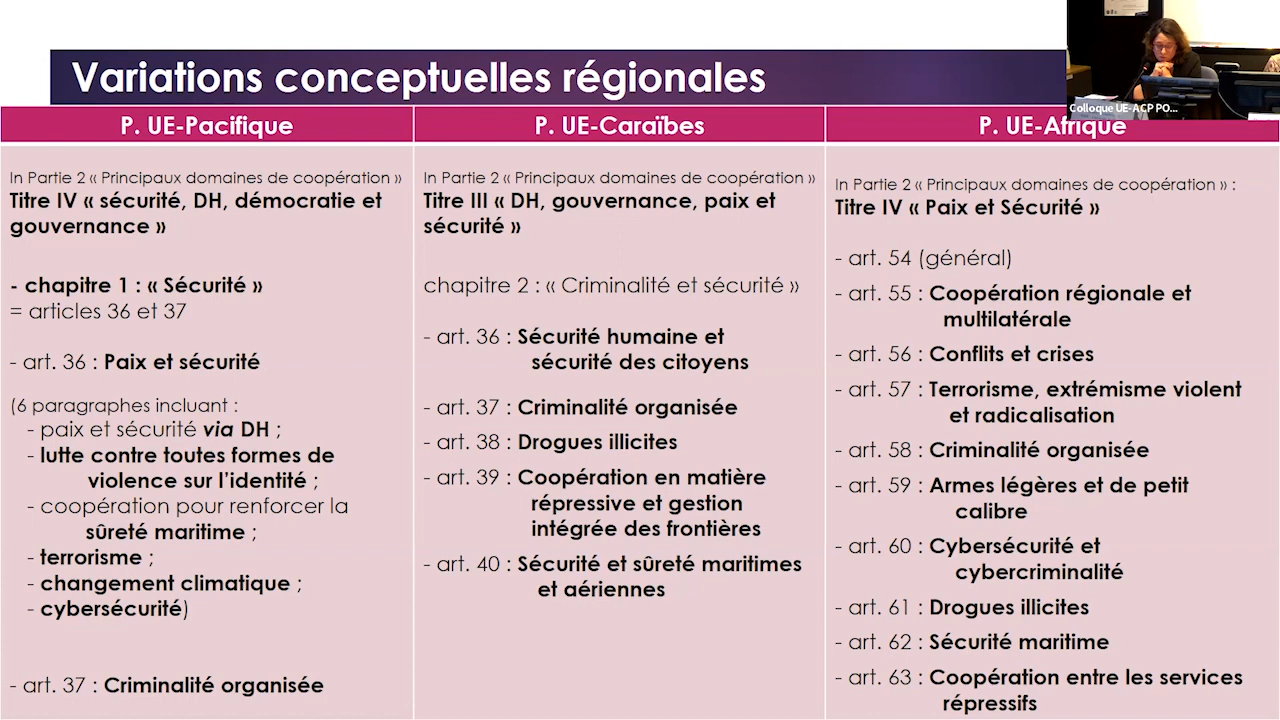 Variations conceptuelles régionales
Colloque UE-ACP PO...
P. UE-Pacifique
In Partie 2 « Principaux domaines de coopération »
Titre IV « sécurité, DH, démocratie et
gouvernance »
- chapitre 1 : « Sécurité »
= articles 36 et 37
- art. 36 : Paix et sécurité
(6 paragraphes incluant :
- paix et sécurité via DH ;
- lutte contre toutes formes de
violence sur l'identité ;
- coopération pour renforcer la
sûreté maritime ;
- terrorisme ;
- changement climatique ;
- cybersécurité)
- art. 37 : Criminalité organisée
P. UE-Caraïbes
In Partie 2 « Principaux domaines de coopération »
Titre III « DH, gouvernance, paix et
sécurité »
chapitre 2 : « Criminalité et sécurité »
- art. 36 : Sécurité humaine et
sécurité des citoyens
- art. 37 : Criminalité organisée
- art. 38 : Drogues illicites
- art. 39 : Coopération en matière
répressive et gestion
intégrée des frontières
- art. 40 : Sécurité et sûreté maritimes
et aériennes
P. UE-Afrique
In Partie 2 « Principaux domaines de coopération » :
Titre IV « Paix et Sécurité »
- art. 54 (général)
- art. 55 : Coopération régionale et
multilatérale
- art. 56 : Conflits et crises
- art. 57 : Terrorisme, extrémisme violent
et radicalisation
- art. 58 : Criminalité organisée
- art. 59 : Armes légères et de petit
calibre
- art. 60 : Cybersécurité et
cybercriminalité
- art. 61 : Drogues illicites
- art. 62 : Sécurité maritime
- art. 63 : Coopération entre les services
répressifs